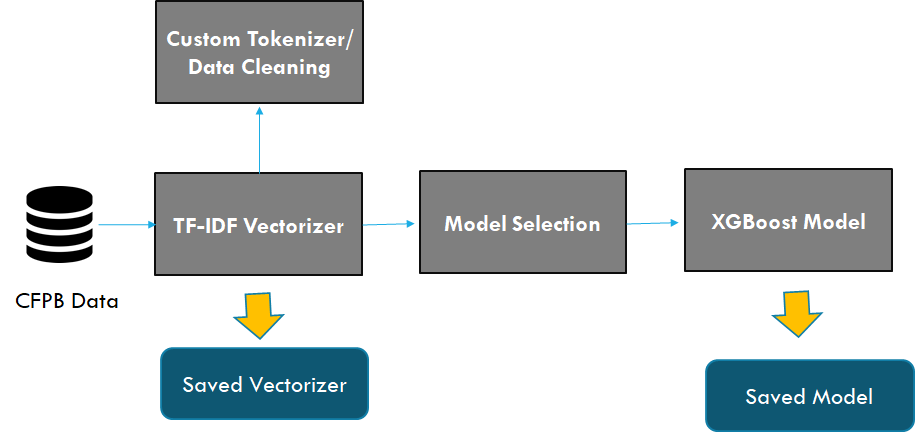 Custom Tokenizer/
Data Cleaning
TF-IDF Vectorizer
Model Selection
XGBoost Model
CFPB Data
Saved Vectorizer
Saved Model